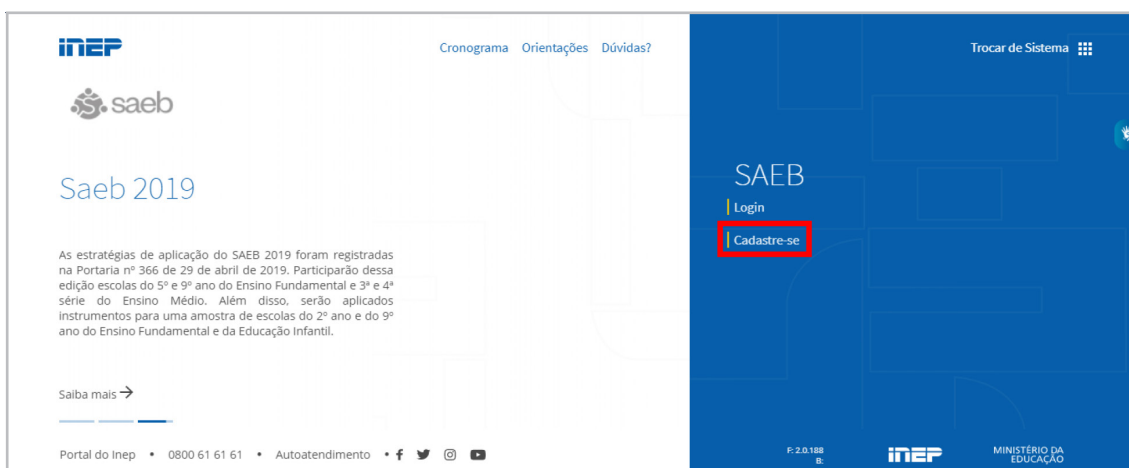 inep
Cronograma Orientações Dúvidas?
Trocar de Sistema
saeb
Saeb 2019
As estratégias de aplicação do SAEB 2019 foram registradas
na Portaria nº 366 de 29 de abril de 2019. Participarão dessa
edição escolas do 5º e 9º ano do Ensino Fundamental e 3ª e 4ª
série do Ensino Médio. Além disso, serão aplicados
instrumentos para uma amostra de escolas do 2º ano e do 9º
ano do Ensino Fundamental e da Educação Infantil.
Saiba mais →
Portal do Inep • 0800 61 61 61 • Autoatendimento •
SAEB
Login
Cadastre-se
F: 2.0.188
B:
inep
MINISTÉRIO DA
EDUCAÇÃO